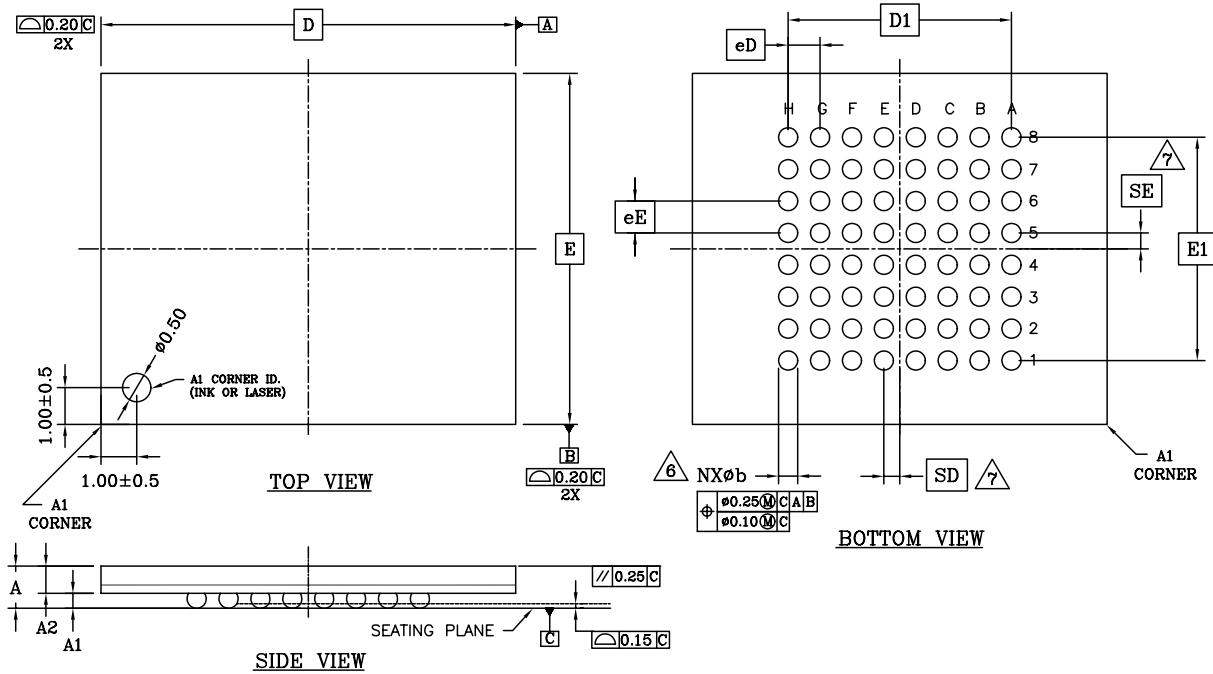 ⌓ 0.20 C
2X
D
A
E
ø0.50
A1 CORNER ID.
(INK OR LASER)
1.00±0.5
1.00±0.5
A1
CORNER
TOP VIEW
B
⌓ 0.20 C
2X
D1
eD
H G F E D C B A
8
7
6
5
4
3
2
1
7
SE
eE
E1
6 NXøb
⌖ ø0.25Ⓜ C A B
ø0.10Ⓜ C
SD 7
A1
CORNER
BOTTOM VIEW
A
A2
A1
// 0.25 C
SEATING PLANE
C
⌓ 0.15 C
SIDE VIEW